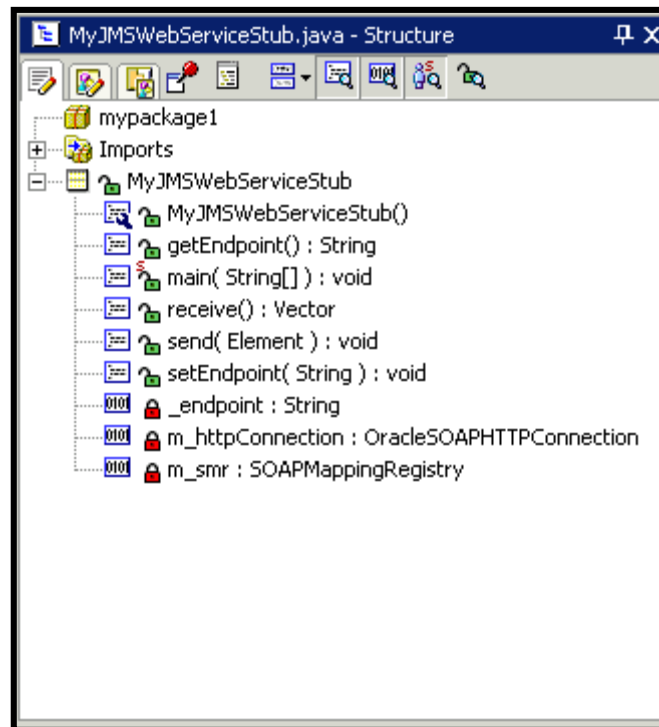 MyJMSWebServiceStub.java - Structure
mypackage1
Imports
MyJMSWebServiceStub
MyJMSWebServiceStub()
getEndpoint() : String
main( String[] ) : void
receive() : Vector
send( Element ) : void
setEndpoint( String ) : void
_endpoint : String
m_httpConnection : OracleSOAPHTTPConnection
m_smr : SOAPMappingRegistry